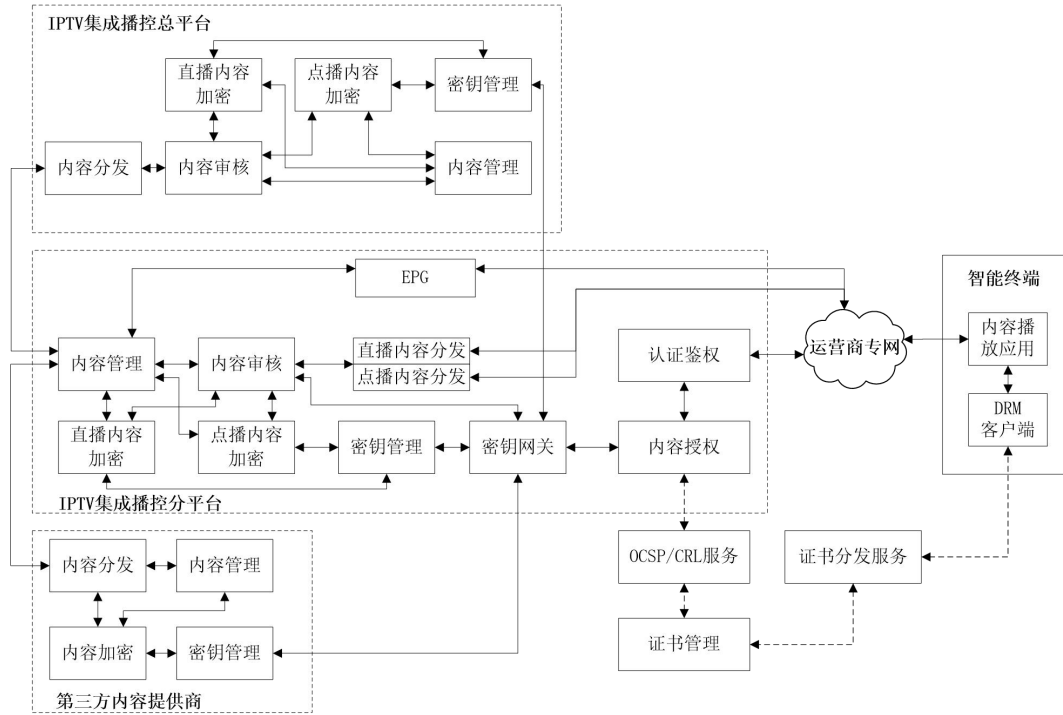 IPTV集成播控总平台
直播内容
加密
点播内容
加密
密钥管理
内容分发
内容审核
内容管理
EPG
内容管理
内容审核
直播内容分发
点播内容分发
认证鉴权
直播内容
加密
点播内容
加密
密钥管理
密钥网关
内容授权
IPTV集成播控分平台
运营商专网
智能终端
内容播
放应用
DRM
客户端
内容分发
内容管理
内容加密
密钥管理
第三方内容提供商
OCSP/CRL服务
证书分发服务
证书管理